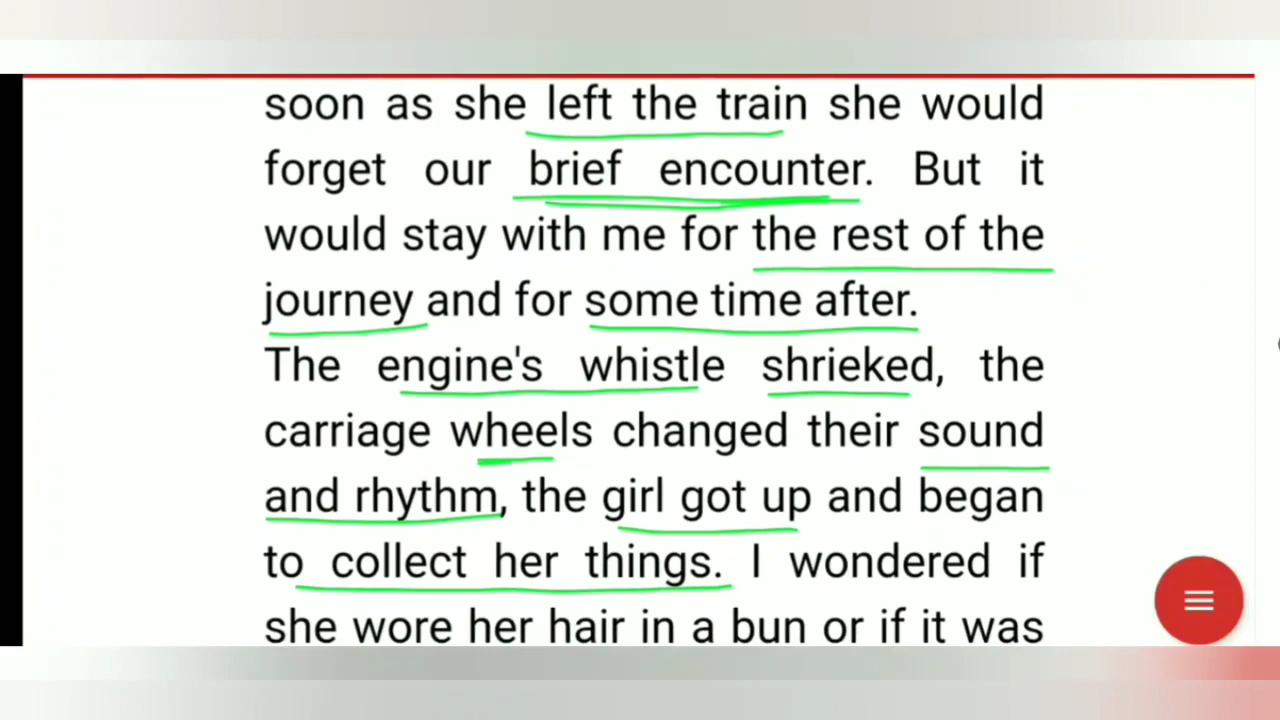 soon as she left the train she would
forget our brief encounter. But it
would stay with me for the rest of the
journey and for some time after.
The engine's whistle shrieked, the
carriage wheels changed their sound
and rhythm, the girl got up and began
to collect her things. I wondered if
she wore her hair in a bun or if it was